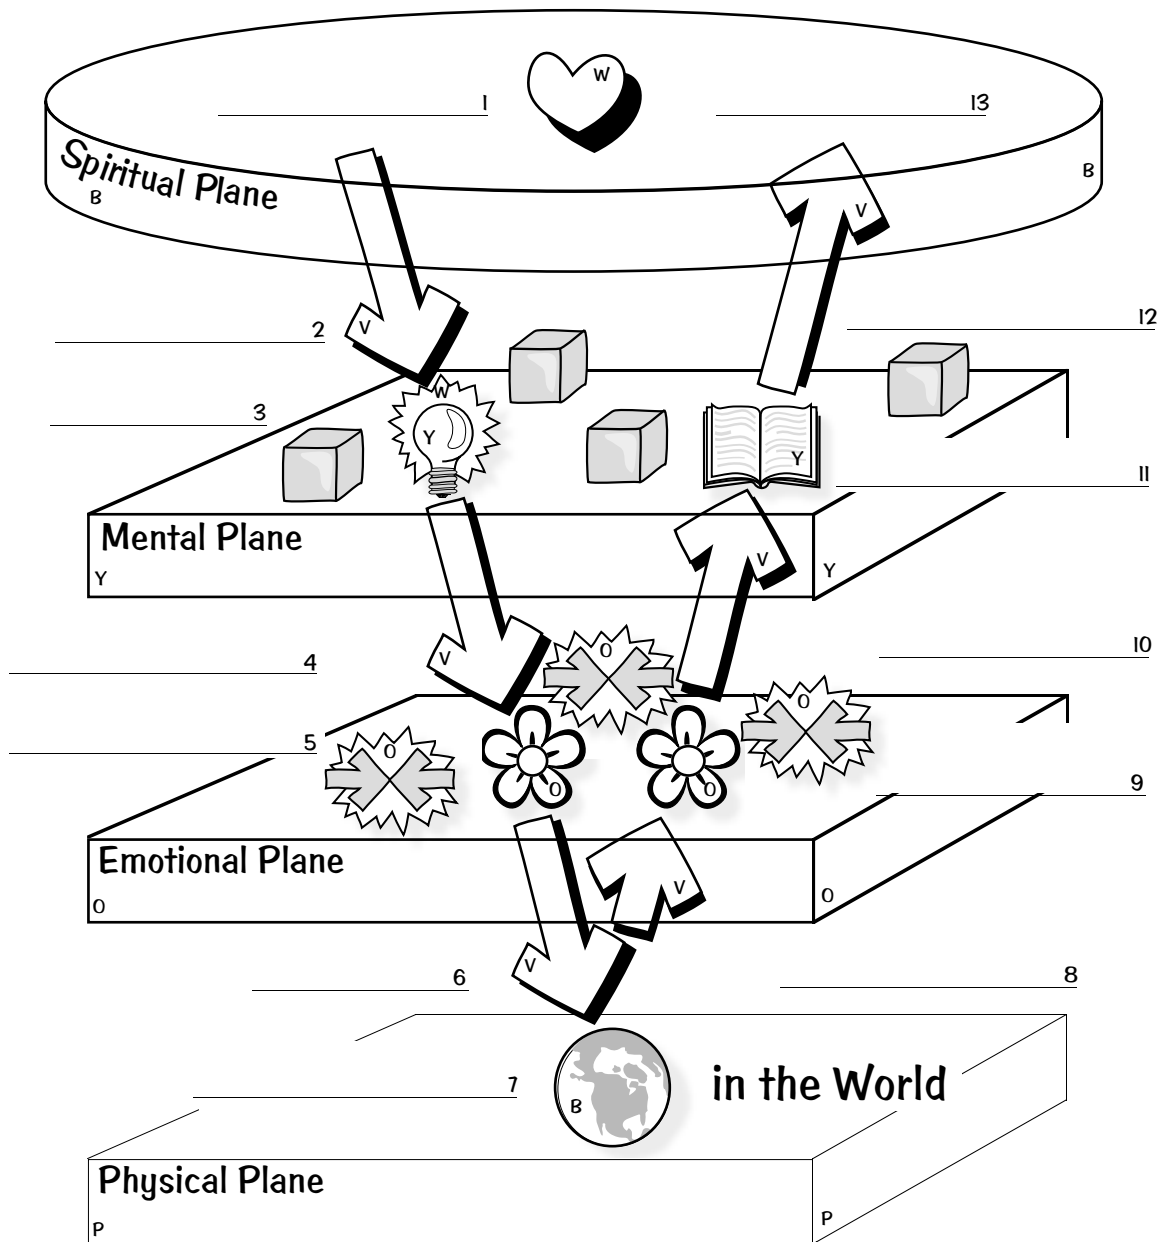 W
1
13
Spiritual Plane
B
B
V
V
2
12
W
3
Y
Y
11
Mental Plane
Y
Y
V
V
4
O
10
O
5
O
O
O
9
Emotional Plane
O
O
V
V
6
8
in the World
7
B
Physical Plane
P
P